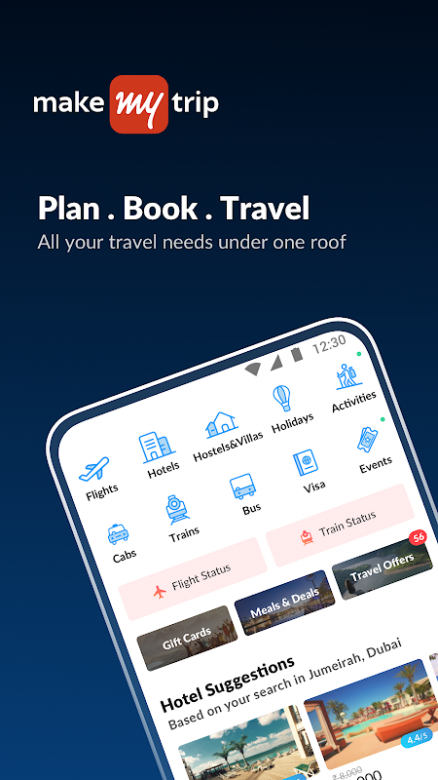 make my trip
Plan . Book . Travel
All your travel needs under one roof
12:30
Flights
Hotels
Hostels&Villas
Holidays
Activities
Cabs
Trains
Bus
Visa
Events
Flight Status
Train Status
Gift Cards
Meals & Deals
Travel Offers
56
Hotel Suggestions
Based on your search in Jumeirah, Dubai
4.4/5
₹ 8,000